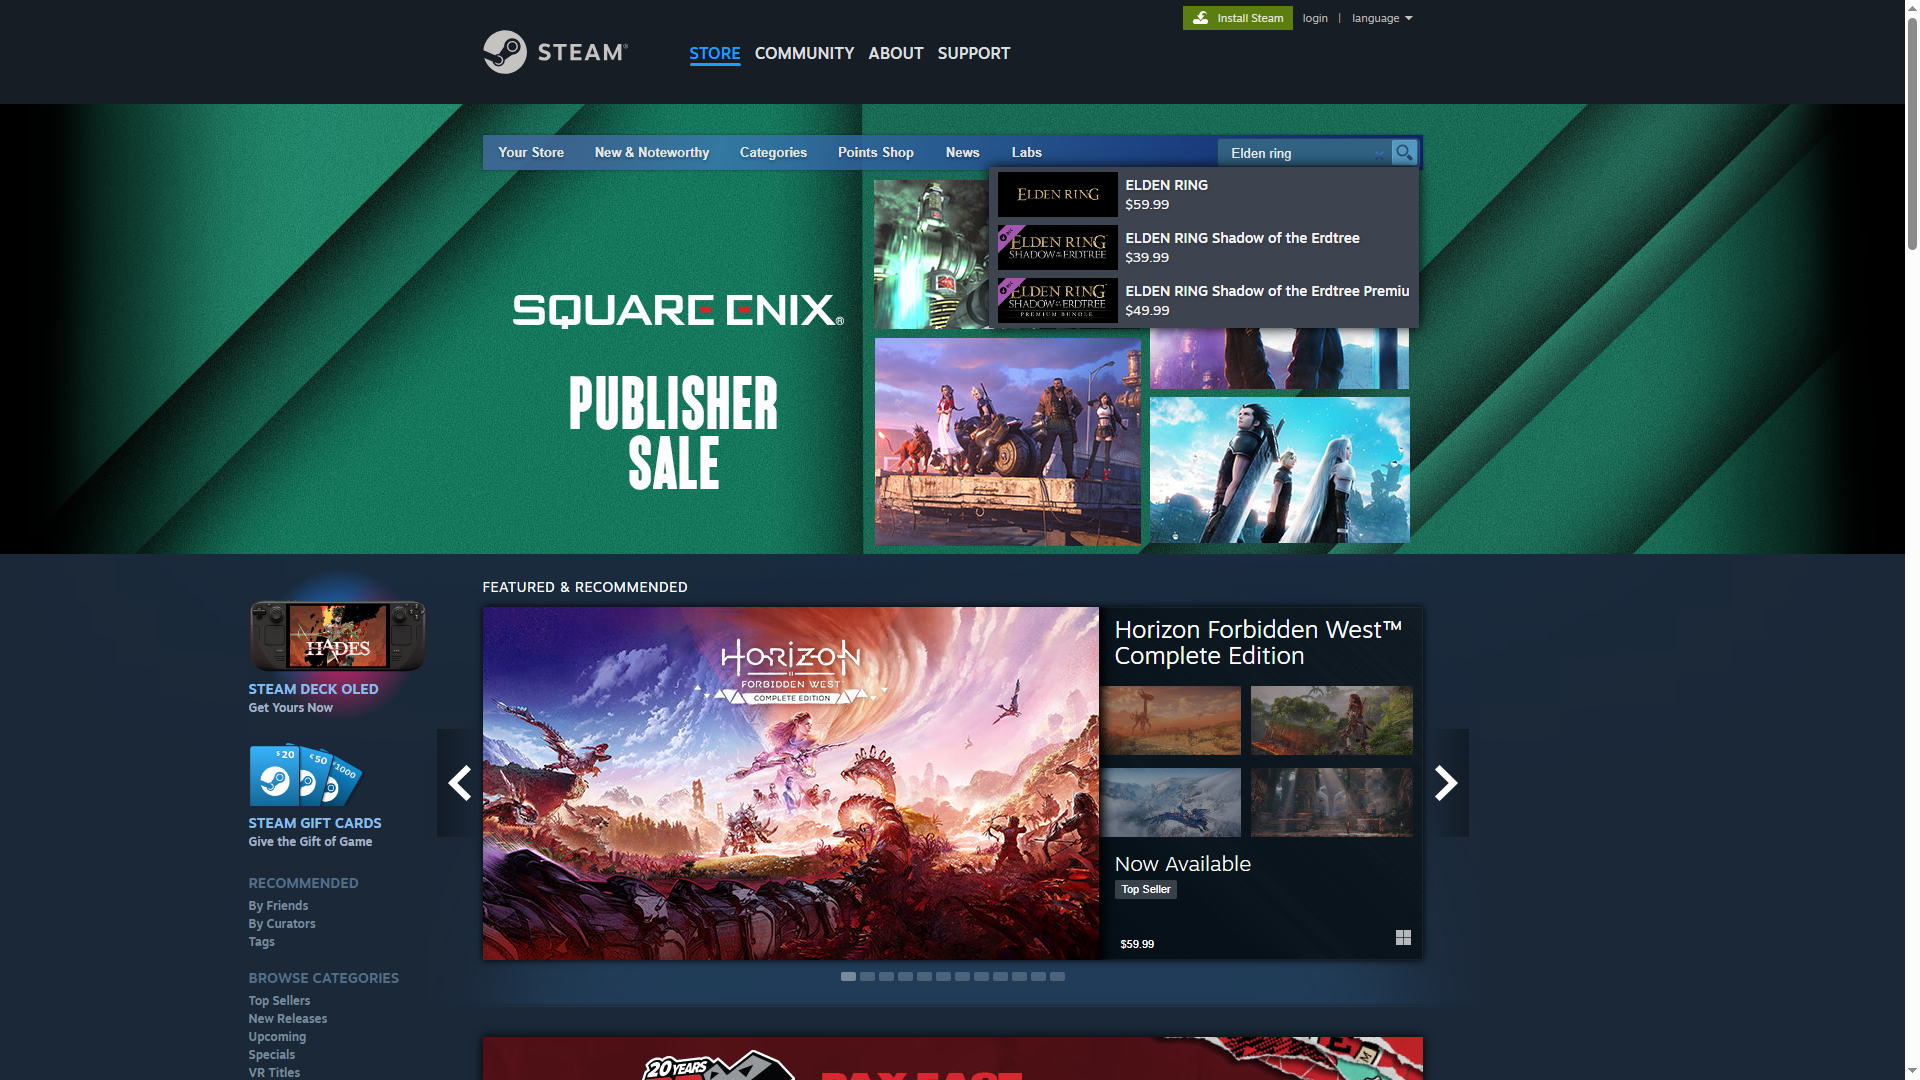 Install Steam
login | language
STEAM®
STORE COMMUNITY ABOUT SUPPORT
Your Store New & Noteworthy Categories Points Shop News Labs
Elden ring
ELDEN RING
ELDEN RING
$59.99
ELDEN RING
SHADOW OF THE ERDTREE
ELDEN RING Shadow of the Erdtree
$39.99
ELDEN RING
SHADOW OF THE ERDTREE
PREMIUM BUNDLE
ELDEN RING Shadow of the Erdtree Premiu
$49.99
SQUARE ENIX®
PUBLISHER
SALE
FEATURED & RECOMMENDED
HADES
STEAM DECK OLED
Get Yours Now
$20 €50 ¥1000
STEAM GIFT CARDS
Give the Gift of Game
RECOMMENDED
By Friends
By Curators
Tags
BROWSE CATEGORIES
Top Sellers
New Releases
Upcoming
Specials
VR Titles
HORIZON
II
FORBIDDEN WEST™
COMPLETE EDITION
Horizon Forbidden West™
Complete Edition
Now Available
Top Seller
$59.99
20 YEARS